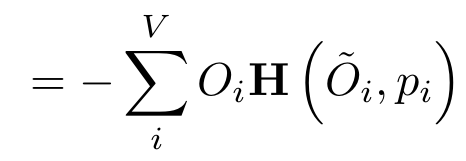 $= -\sum_{i}^{V} O_i \mathbf{H}\left(\tilde{O}_i, p_i\right)$